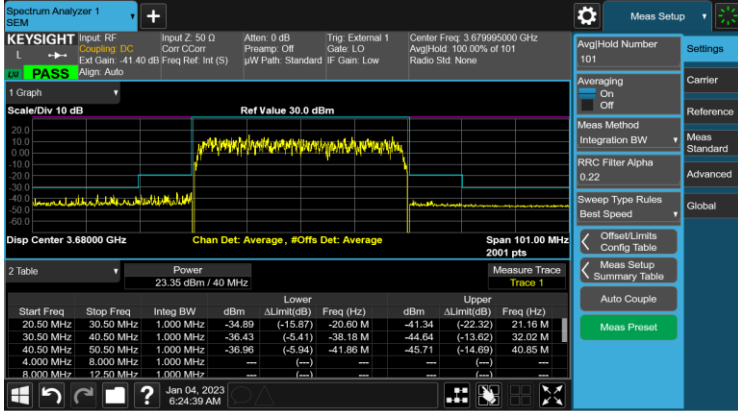 Spectrum Analyzer 1
SEM
Meas Setup
KEYSIGHT
Input: RF
Coupling: DC
Ext Gain: -41.40 dB
Align: Auto
Input Z: 50 Ω
Corr CCorr
Freq Ref: Int (S)
Atten: 0 dB
Preamp: Off
µW Path: Standard
Trig: External 1
Gate: LO
IF Gain: Low
Center Freq: 3.679995000 GHz
Avg|Hold: 100.00% of 101
Radio Std: None
PASS
1 Graph
Scale/Div 10 dB
Ref Value 30.0 dBm
20.0
10.0
0.00
-10.0
-20.0
-30.0
-40.0
-50.0
-60.0
Disp Center 3.68000 GHz
Chan Det: Average , #Offs Det: Average
Span 101.00 MHz
2001 pts
2 Table
Power
23.35 dBm / 40 MHz
Measure Trace
Trace 1
Lower
Upper
Start Freq Stop Freq Integ BW dBm ΔLimit(dB) Freq (Hz) dBm ΔLimit(dB) Freq (Hz)
20.50 MHz 30.50 MHz 1.000 MHz -34.89 (-15.87) -20.60 M -41.34 (-22.32) 21.16 M
30.50 MHz 40.50 MHz 1.000 MHz -36.43 (-5.41) -38.18 M -44.64 (-13.62) 32.02 M
40.50 MHz 50.50 MHz 1.000 MHz -36.96 (-5.94) -41.86 M -45.71 (-14.69) 40.85 M
4.000 MHz 8.000 MHz 1.000 MHz --- (---) --- --- (---) ---
8.000 MHz 12.50 MHz 1.000 MHz --- (---) --- --- (---) ---
Jan 04, 2023
6:24:39 AM
Avg|Hold Number
101
Averaging
On
Off
Meas Method
Integration BW
RRC Filter Alpha
0.22
Sweep Type Rules
Best Speed
Offset/Limits
Config Table
Meas Setup
Summary Table
Auto Couple
Meas Preset
Settings
Carrier
Reference
Meas
Standard
Advanced
Global